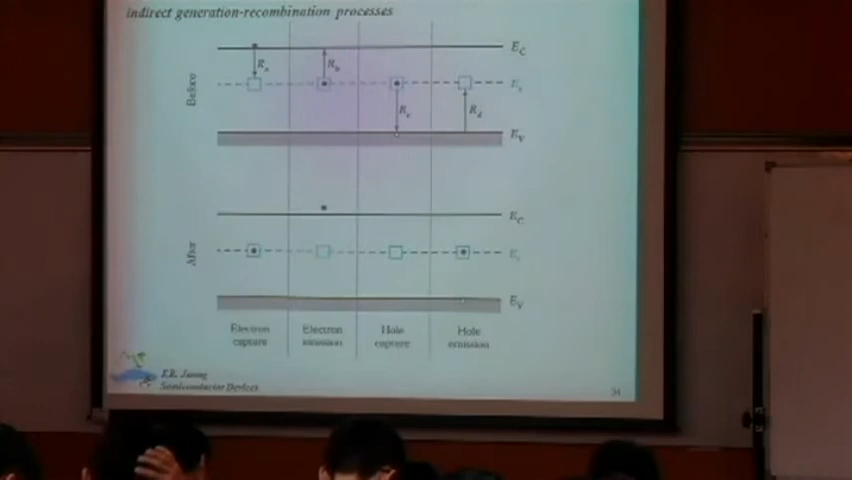 indirect generation-recombination processes
Before
E_C
R_a
R_b
R_c
R_d
E_V
After
E_C
E_V
Electron capture
Electron emission
Hole capture
Hole emission
Semiconductor Devices
34